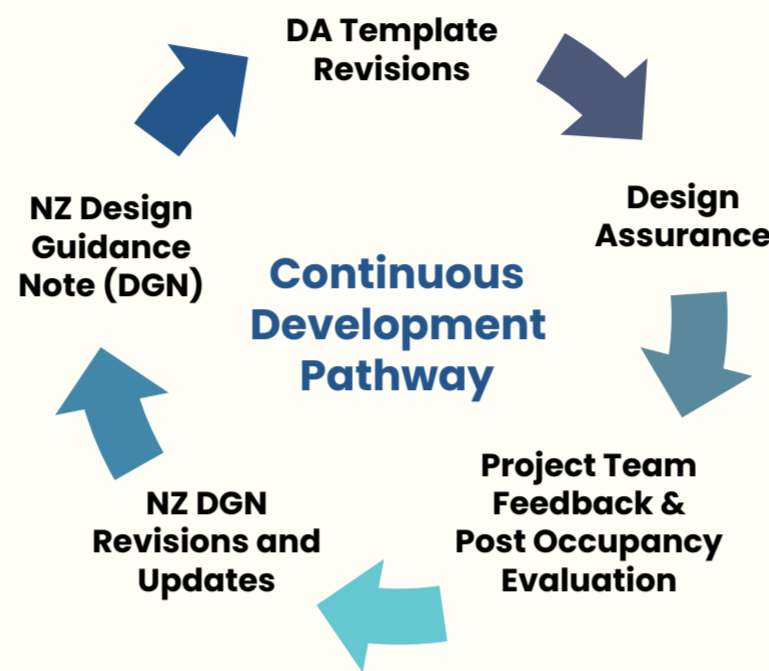 DA Template
Revisions
Design
Assurance
Project Team
Feedback &
Post Occupancy
Evaluation
NZ DGN
Revisions and
Updates
NZ Design
Guidance
Note (DGN)
Continuous
Development
Pathway